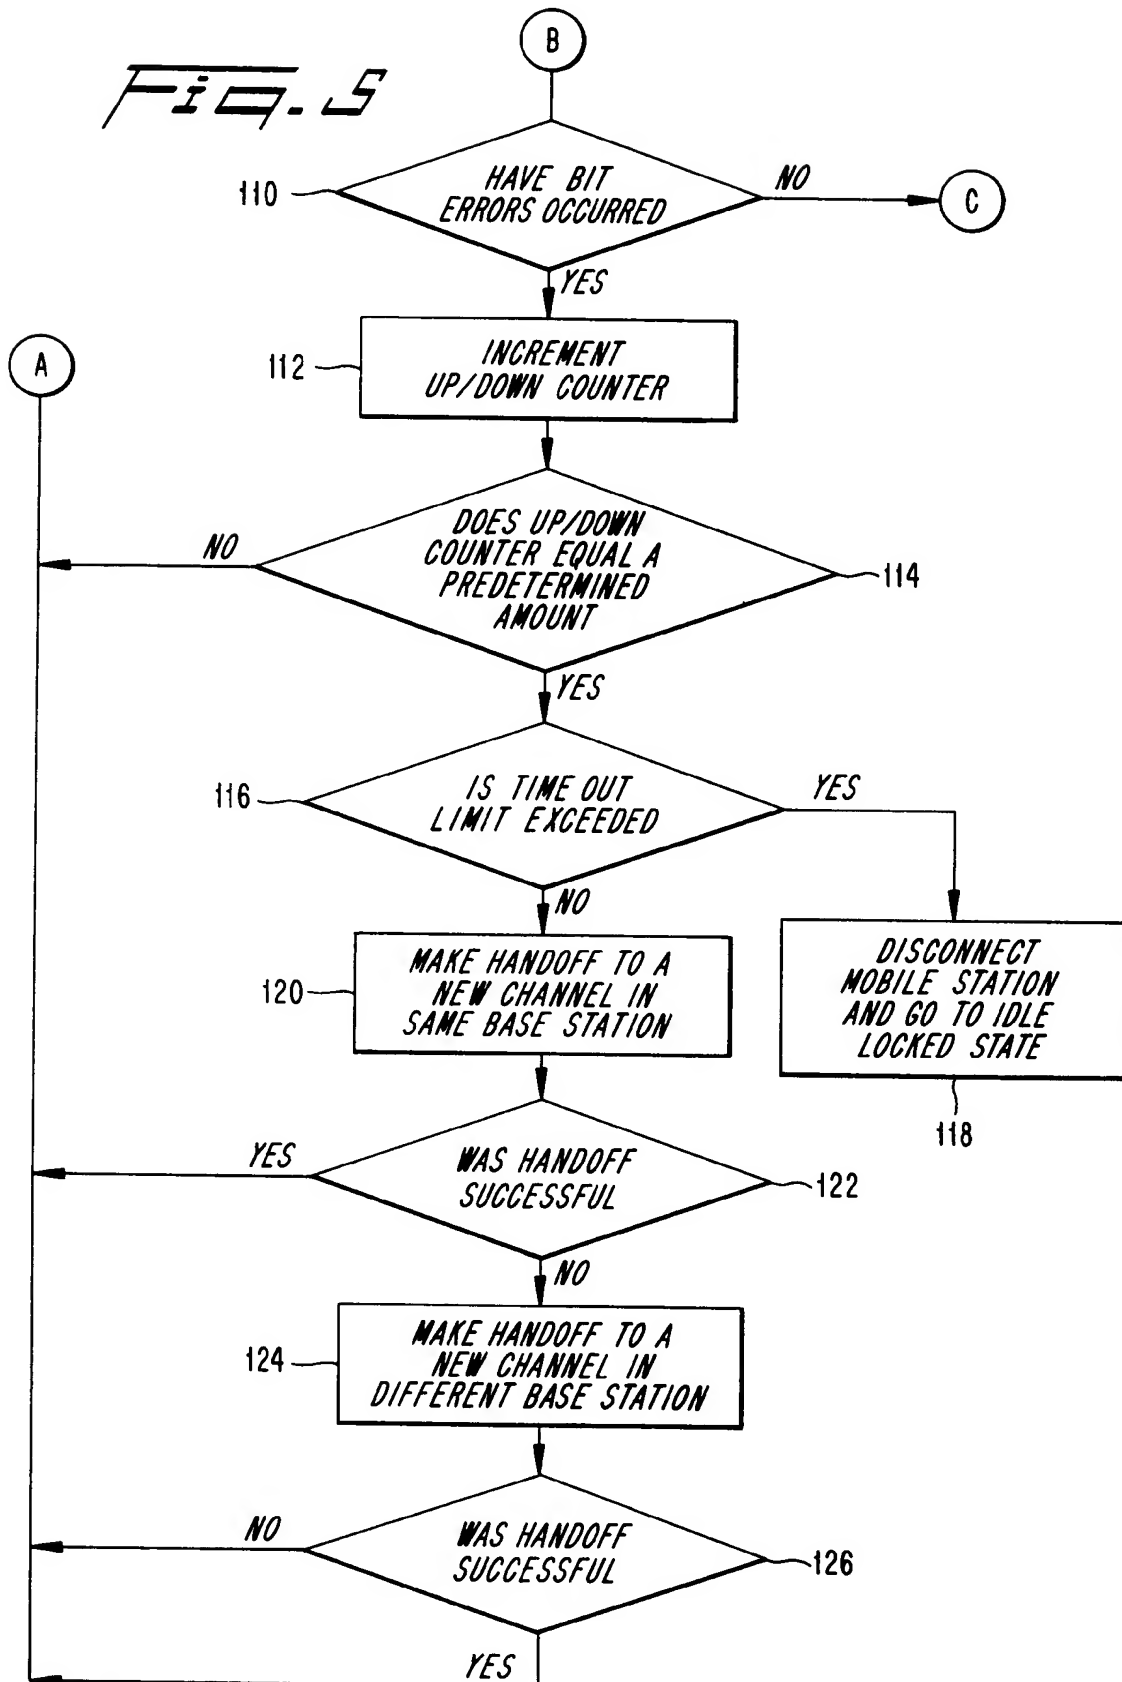 B
Fig. 5
110
HAVE BIT
ERRORS OCCURRED
NO
C
YES
A
112
INCREMENT
UP/DOWN COUNTER
NO
DOES UP/DOWN
COUNTER EQUAL A
PREDETERMINED
AMOUNT
114
YES
116
IS TIME OUT
LIMIT EXCEEDED
YES
NO
120
MAKE HANDOFF TO A
NEW CHANNEL IN
SAME BASE STATION
DISCONNECT
MOBILE STATION
AND GO TO IDLE
LOCKED STATE
118
YES
WAS HANDOFF
SUCCESSFUL
122
NO
124
MAKE HANDOFF TO A
NEW CHANNEL IN
DIFFERENT BASE STATION
NO
WAS HANDOFF
SUCCESSFUL
126
YES